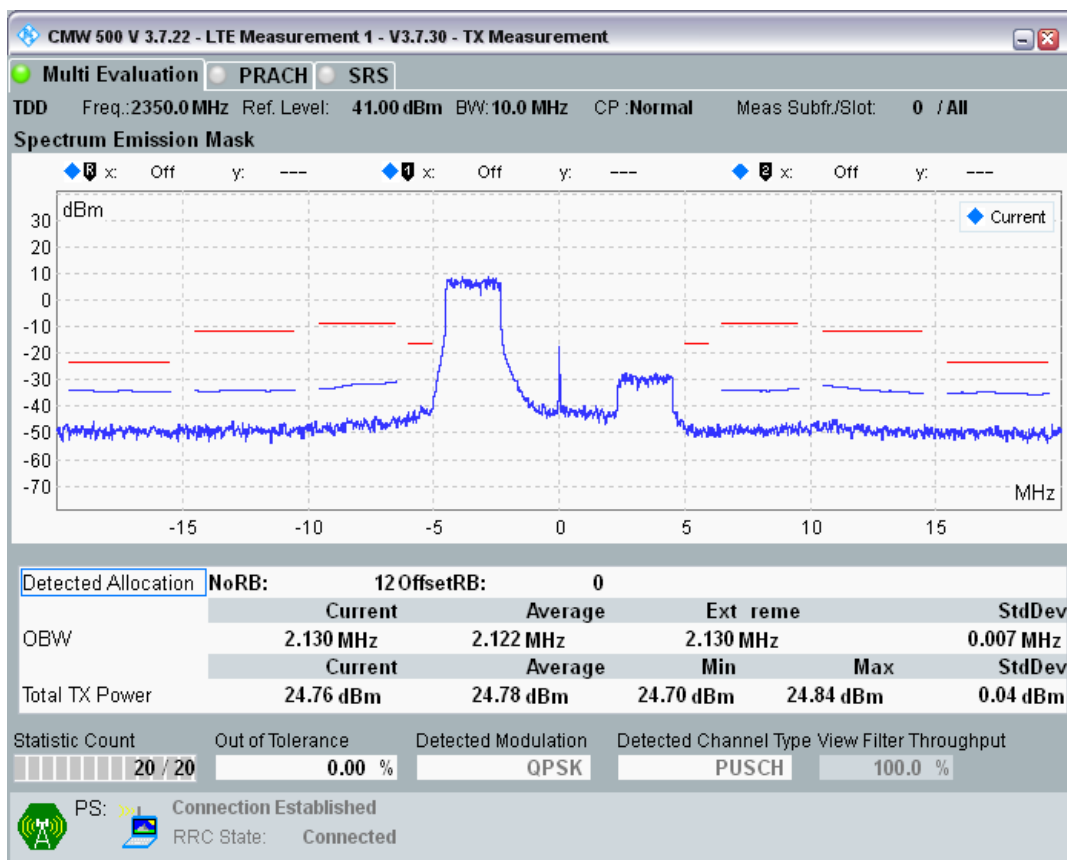 CMW 500 V 3.7.22 - LTE Measurement 1 - V3.7.30 - TX Measurement
Multi Evaluation PRACH SRS
TDD Freq.:2350.0 MHz Ref. Level: 41.00 dBm BW: 10.0 MHz CP :Normal Meas Subfr./Slot: 0 / All
Spectrum Emission Mask
R x: Off y: --- 1 x: Off y: --- 2 x: Off y: ---
dBm
Current
30
20
10
0
-10
-20
-30
-40
-50
-60
-70
MHz
-15 -10 -5 0 5 10 15
Detected Allocation NoRB: 12 OffsetRB: 0
Current Average Ext reme StdDev
OBW 2.130 MHz 2.122 MHz 2.130 MHz 0.007 MHz
Current Average Min Max StdDev
Total TX Power 24.76 dBm 24.78 dBm 24.70 dBm 24.84 dBm 0.04 dBm
Statistic Count Out of Tolerance Detected Modulation Detected Channel Type View Filter Throughput
20 / 20 0.00 % QPSK PUSCH 100.0 %
PS: Connection Established
RRC State: Connected